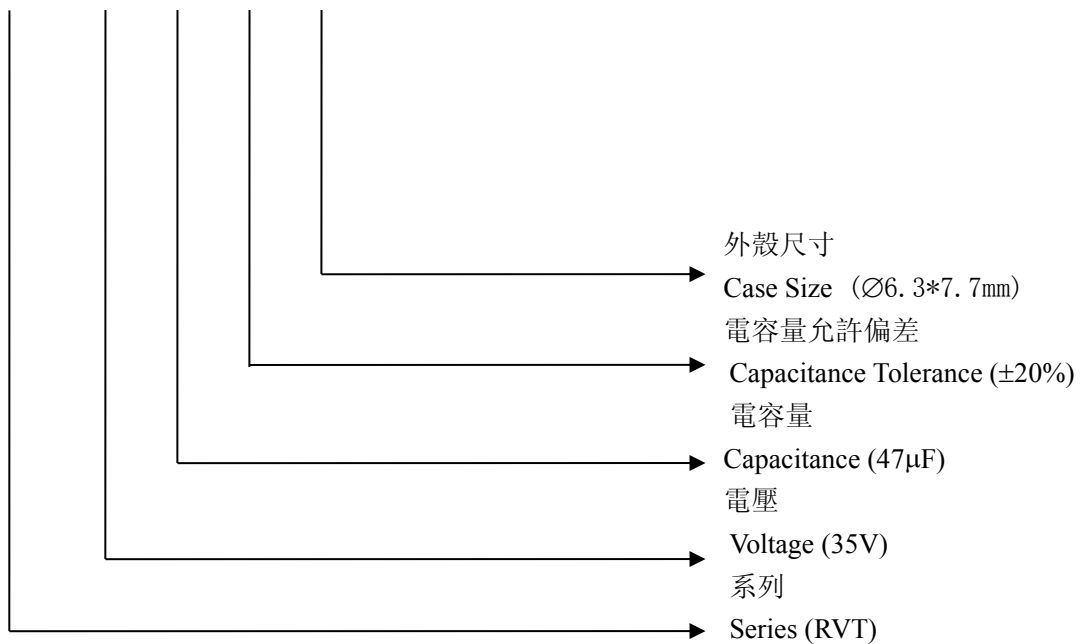 外殼尺寸
Case Size （∅6.3*7.7mm）
電容量允許偏差
Capacitance Tolerance (±20%)
電容量
Capacitance (47μF)
電壓
Voltage (35V)
系列
Series (RVT)